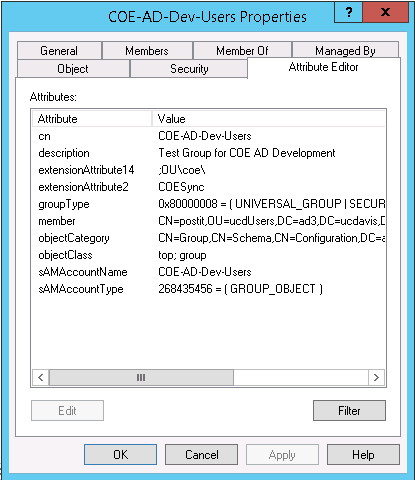 COE-AD-Dev-Users Properties
? x
General Members Member Of Managed By
Object Security Attribute Editor
Attributes:
Attribute Value
cn COE-AD-Dev-Users
description Test Group for COE AD Development
extensionAttribute14 ;OU\coe\
extensionAttribute2 COESync
groupType 0x80000008 = ( UNIVERSAL_GROUP | SECUR
member CN=postit,OU=ucdUsers,DC=ad3,DC=ucdavis,D
objectCategory CN=Group,CN=Schema,CN=Configuration,DC=a
objectClass top; group
sAMAccountName COE-AD-Dev-Users
sAMAccountType 268435456 = ( GROUP_OBJECT )
Edit Filter
OK Cancel Apply Help